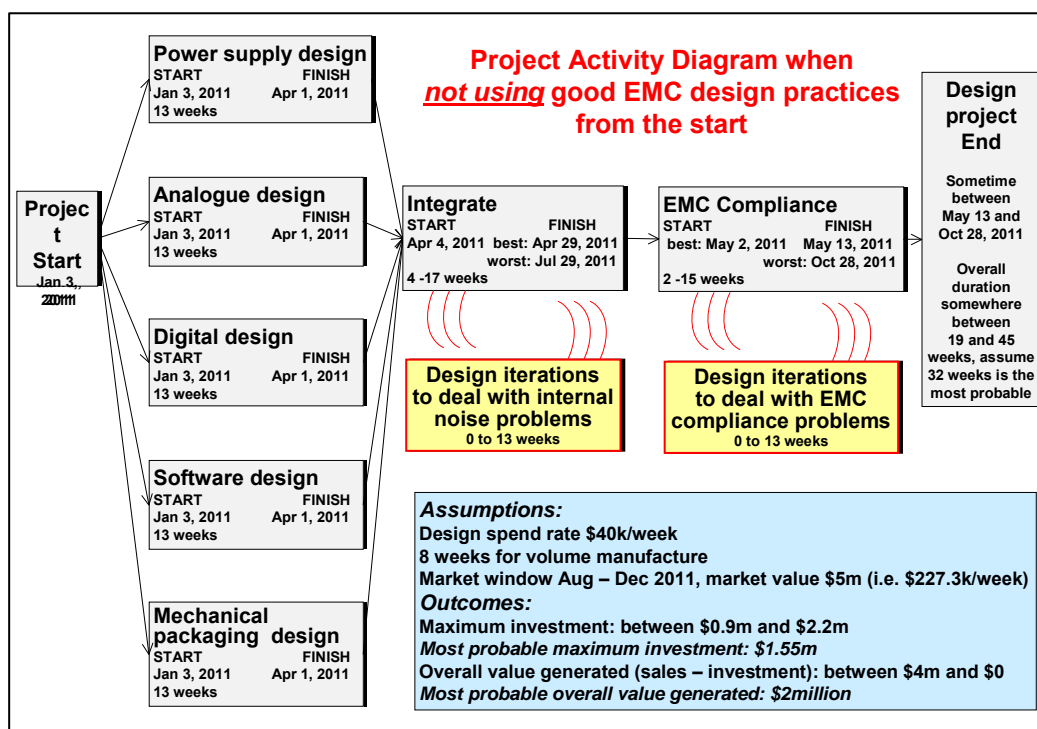 Project Activity Diagram when
not using good EMC design practices
from the start
Projec
t
Start
Jan 3,
2011
Power supply design
START FINISH
Jan 3, 2011 Apr 1, 2011
13 weeks
Analogue design
START FINISH
Jan 3, 2011 Apr 1, 2011
13 weeks
Digital design
START FINISH
Jan 3, 2011 Apr 1, 2011
13 weeks
Software design
START FINISH
Jan 3, 2011 Apr 1, 2011
13 weeks
Mechanical
packaging design
START FINISH
Jan 3, 2011 Apr 1, 2011
13 weeks
Integrate
START FINISH
Apr 4, 2011 best: Apr 29, 2011
worst: Jul 29, 2011
4 -17 weeks
Design iterations
to deal with internal
noise problems
0 to 13 weeks
EMC Compliance
START FINISH
best: May 2, 2011 May 13, 2011
worst: Oct 28, 2011
2 -15 weeks
Design iterations
to deal with EMC
compliance problems
0 to 13 weeks
Design
project
End
Sometime
between
May 13 and
Oct 28, 2011
Overall
duration
somewhere
between
19 and 45
weeks, assume
32 weeks is the
most probable
Assumptions:
Design spend rate $40k/week
8 weeks for volume manufacture
Market window Aug – Dec 2011, market value $5m (i.e. $227.3k/week)
Outcomes:
Maximum investment: between $0.9m and $2.2m
Most probable maximum investment: $1.55m
Overall value generated (sales – investment): between $4m and $0
Most probable overall value generated: $2million